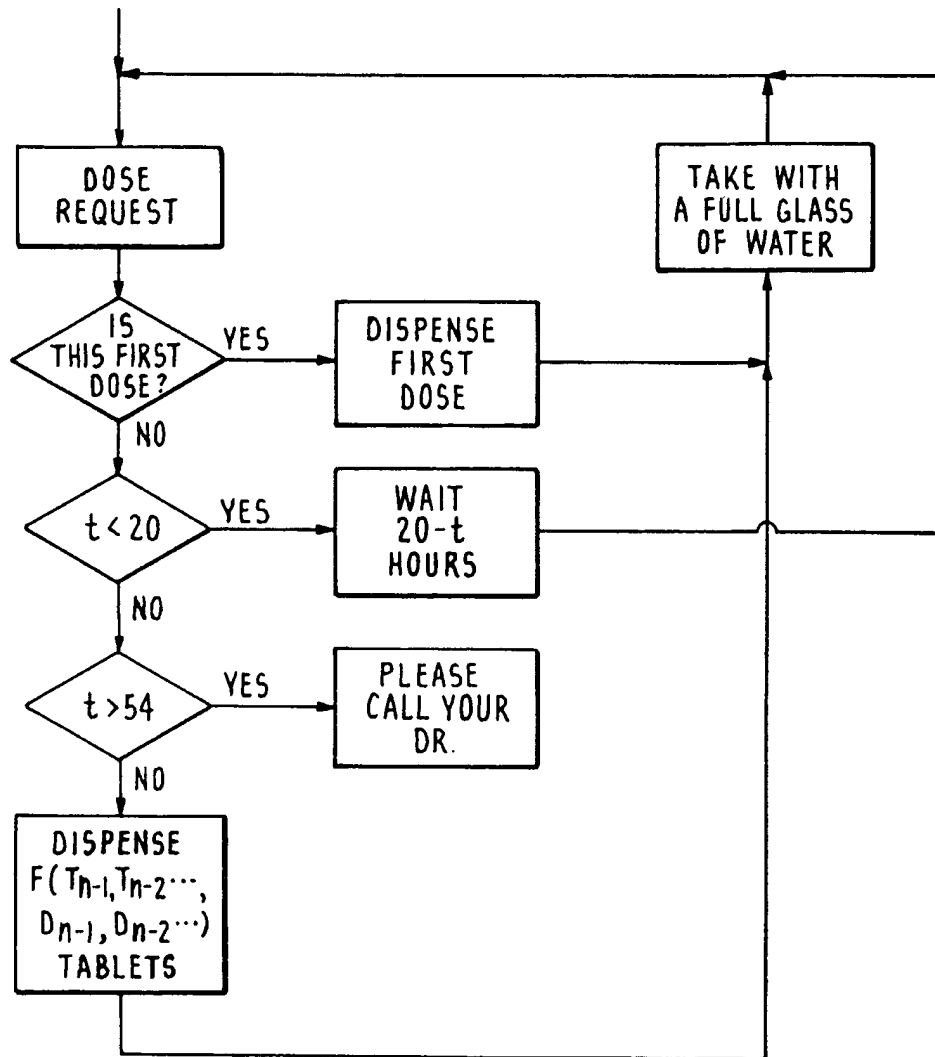 DOSE
REQUEST
TAKE WITH
A FULL GLASS
OF WATER
IS
THIS FIRST
DOSE?
YES
DISPENSE
FIRST
DOSE
NO
t < 20
YES
WAIT
20-t
HOURS
NO
t > 54
YES
PLEASE
CALL YOUR
DR.
NO
DISPENSE
F(Tn-1,Tn-2···,
Dn-1,Dn-2···)
TABLETS